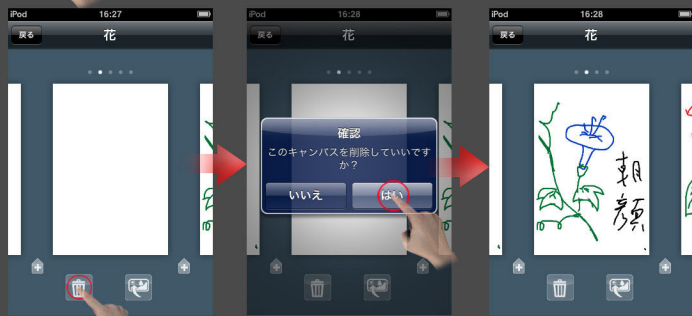 iPod 16:27
戻る 花
iPod 16:28
戻る 花
確認
このキャンバスを削除していいです
か？
いいえ はい
iPod 16:28
戻る 花
朝
顔